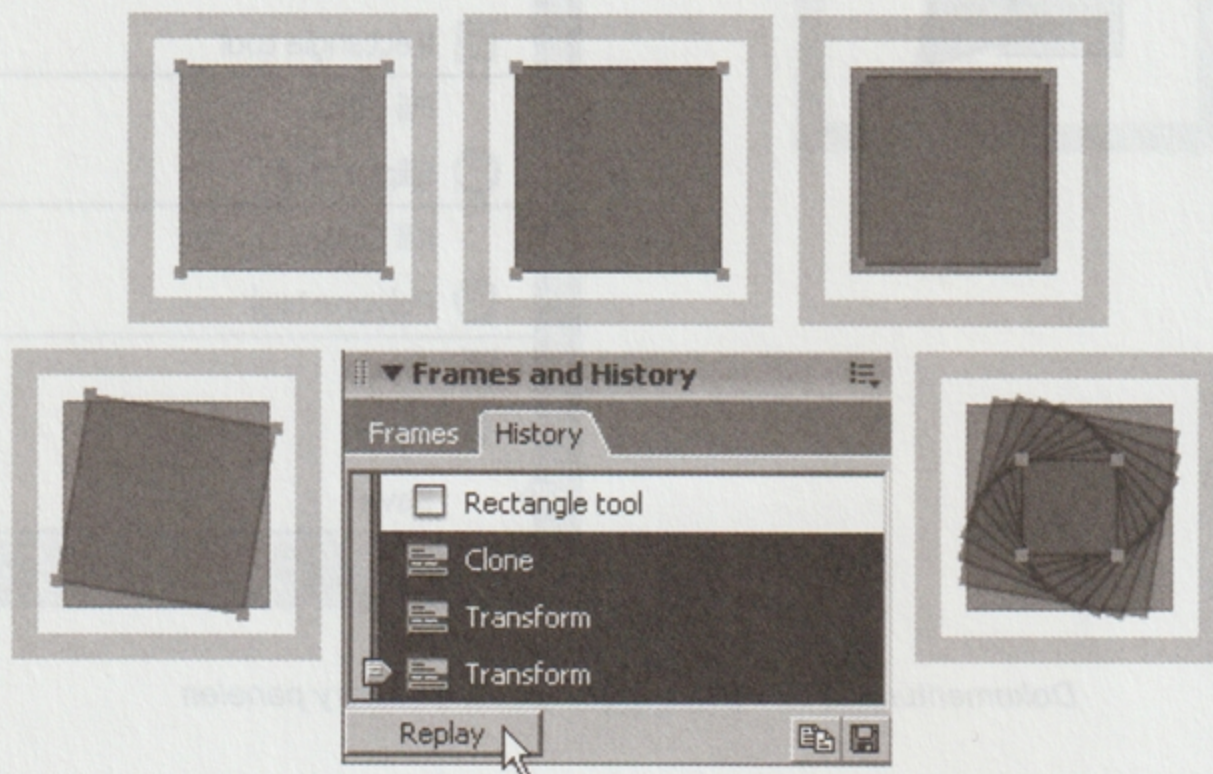 Frames and History
Frames History
Rectangle tool
Clone
Transform
Transform
Replay